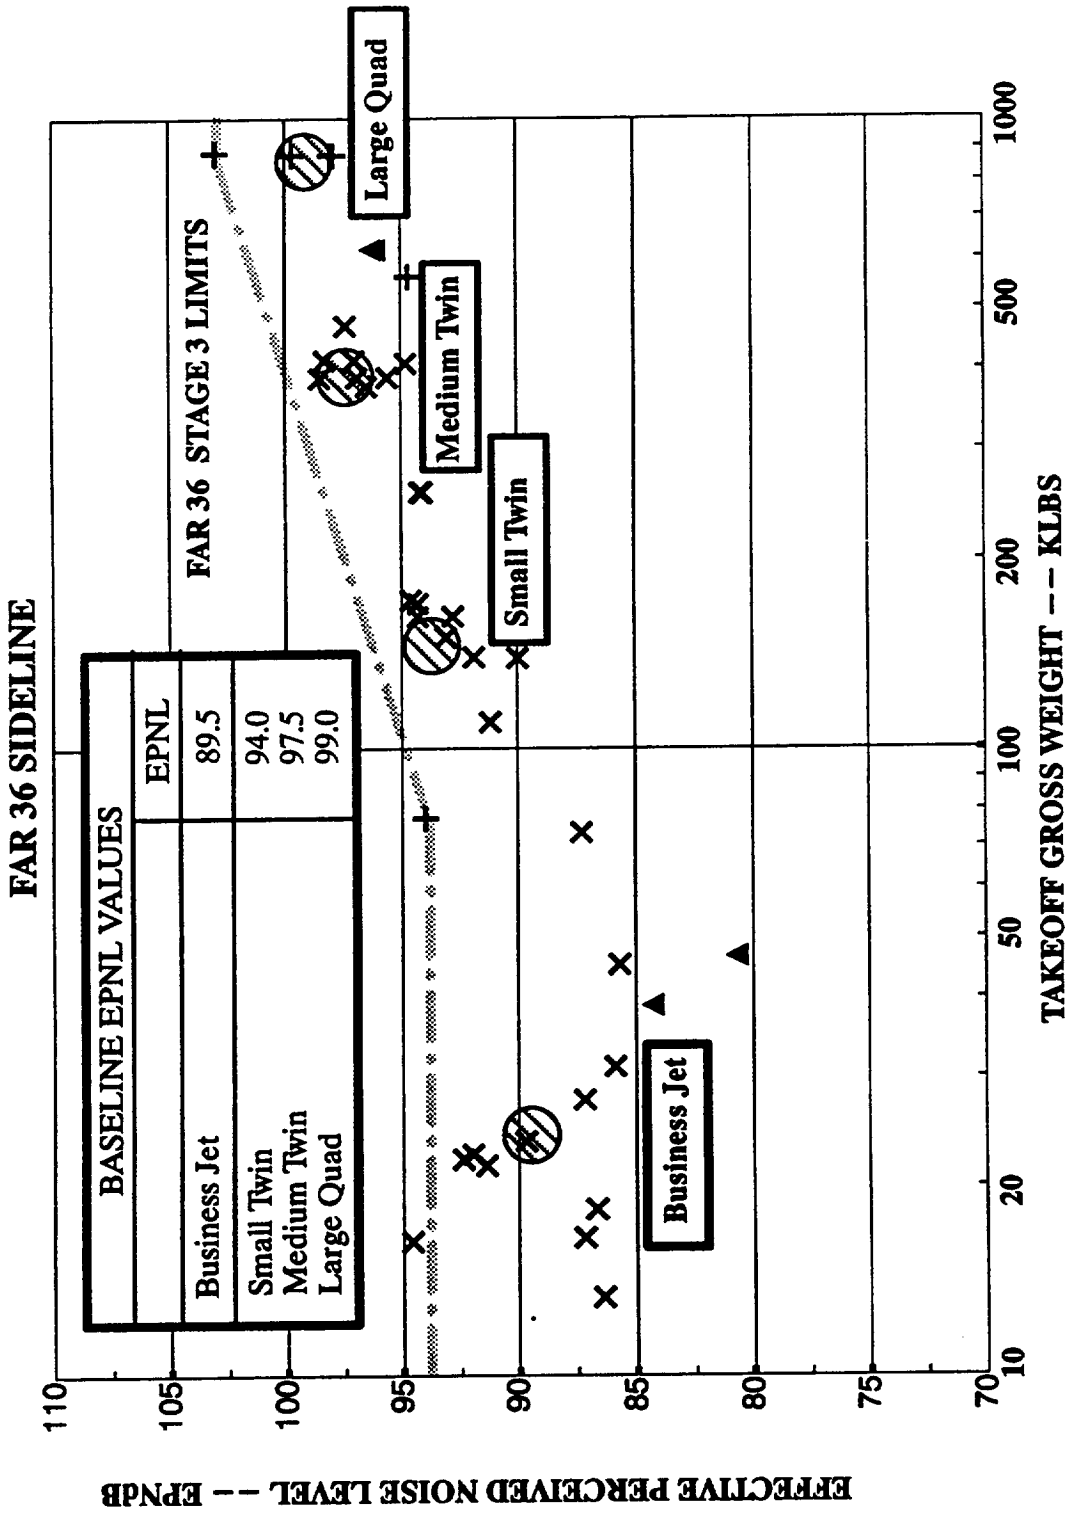 FAR 36 SIDELINE
BASELINE EPNL VALUES
EPNL
Business Jet 89.5
Small Twin 94.0
Medium Twin 97.5
Large Quad 99.0
FAR 36 STAGE 3 LIMITS
Large Quad
Medium Twin
Small Twin
Business Jet
EFFECTIVE PERCEIVED NOISE LEVEL -- EPNdB
110
105
100
95
90
85
80
75
70
10 20 50 100 200 500 1000
TAKEOFF GROSS WEIGHT -- KLBS